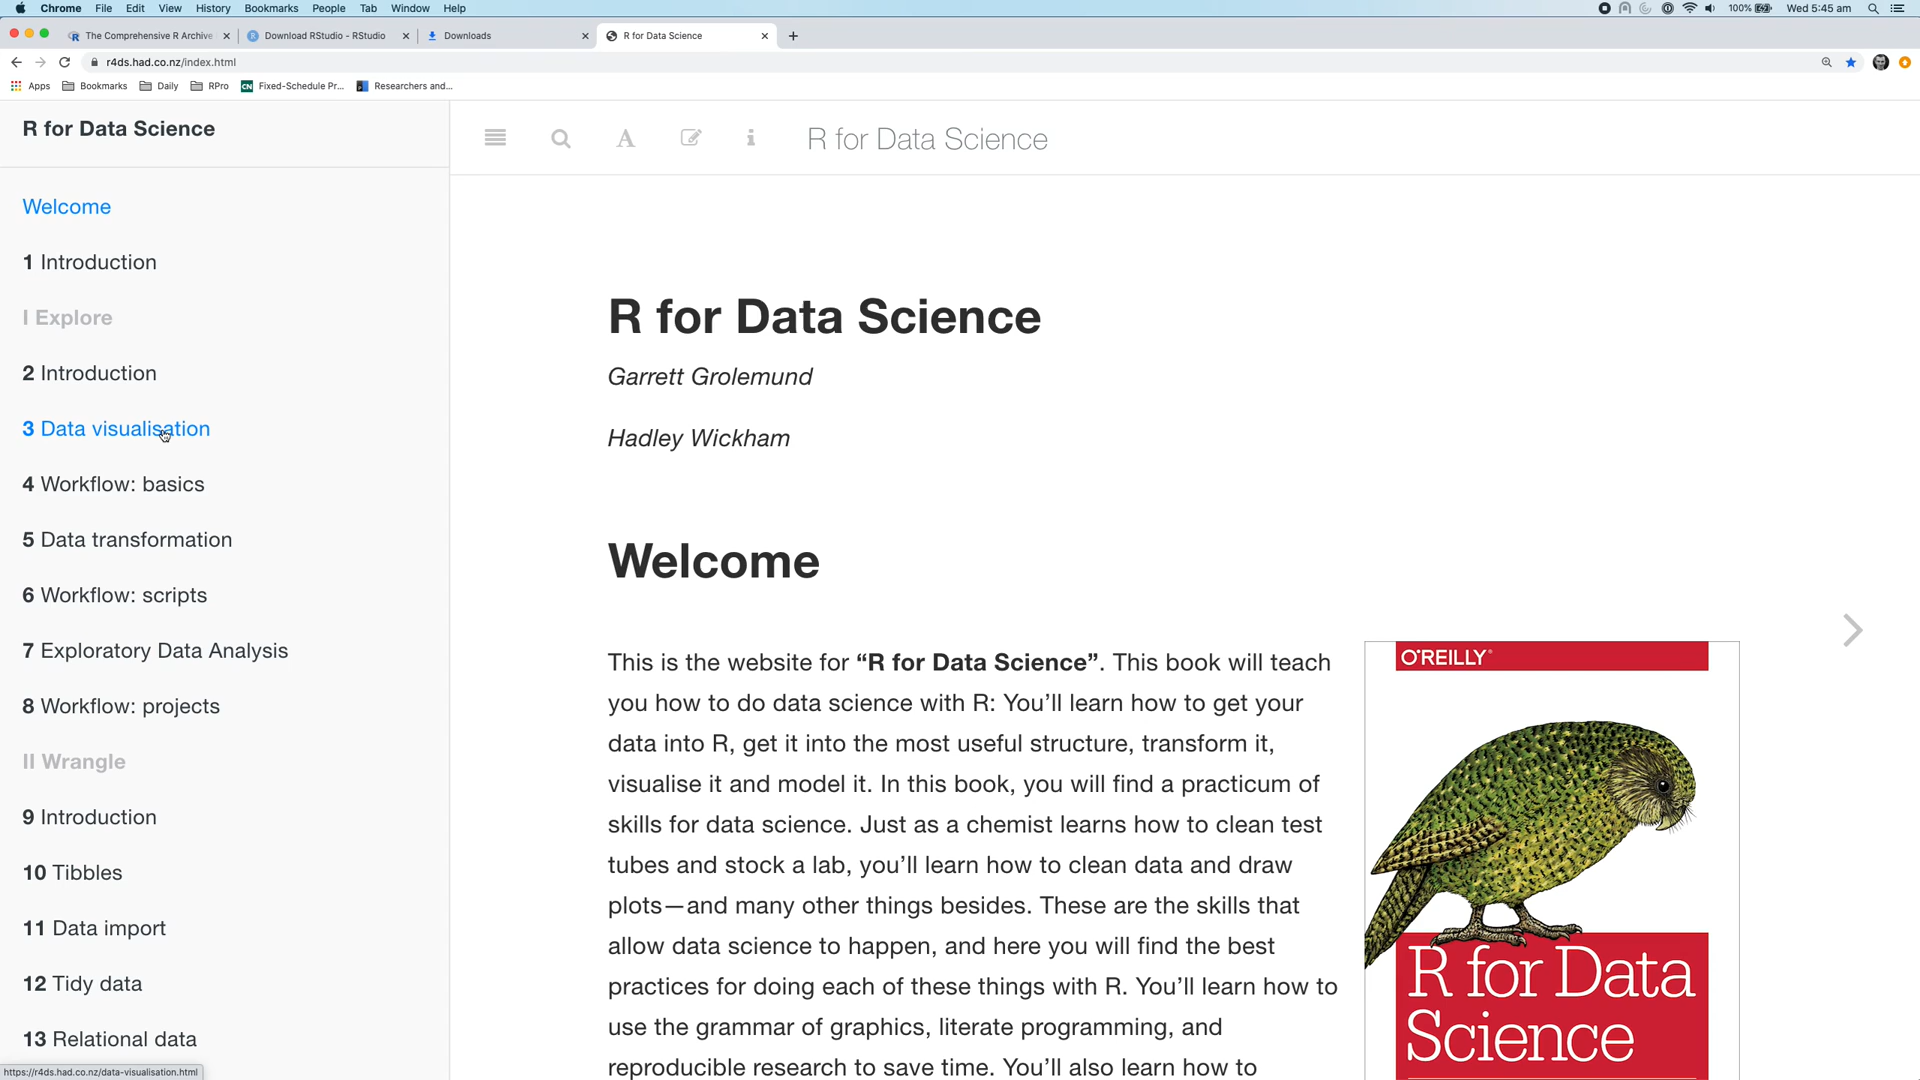 Chrome File Edit View History Bookmarks People Tab Window Help
100% Wed 5:45 am
The Comprehensive R Archive
Download RStudio - RStudio
Downloads
R for Data Science
r4ds.had.co.nz/index.html
Apps Bookmarks Daily RPro CN Fixed-Schedule Pr... Researchers and...
R for Data Science
Welcome
1 Introduction
I Explore
2 Introduction
3 Data visualisation
4 Workflow: basics
5 Data transformation
6 Workflow: scripts
7 Exploratory Data Analysis
8 Workflow: projects
II Wrangle
9 Introduction
10 Tibbles
11 Data import
12 Tidy data
13 Relational data
https://r4ds.had.co.nz/data-visualisation.html
R for Data Science
R for Data Science
Garrett Grolemund
Hadley Wickham
Welcome
This is the website for “R for Data Science”. This book will teach
you how to do data science with R: You’ll learn how to get your
data into R, get it into the most useful structure, transform it,
visualise it and model it. In this book, you will find a practicum of
skills for data science. Just as a chemist learns how to clean test
tubes and stock a lab, you’ll learn how to clean data and draw
plots—and many other things besides. These are the skills that
allow data science to happen, and here you will find the best
practices for doing each of these things with R. You’ll learn how to
use the grammar of graphics, literate programming, and
reproducible research to save time. You’ll also learn how to
O'REILLY®
R for Data
Science